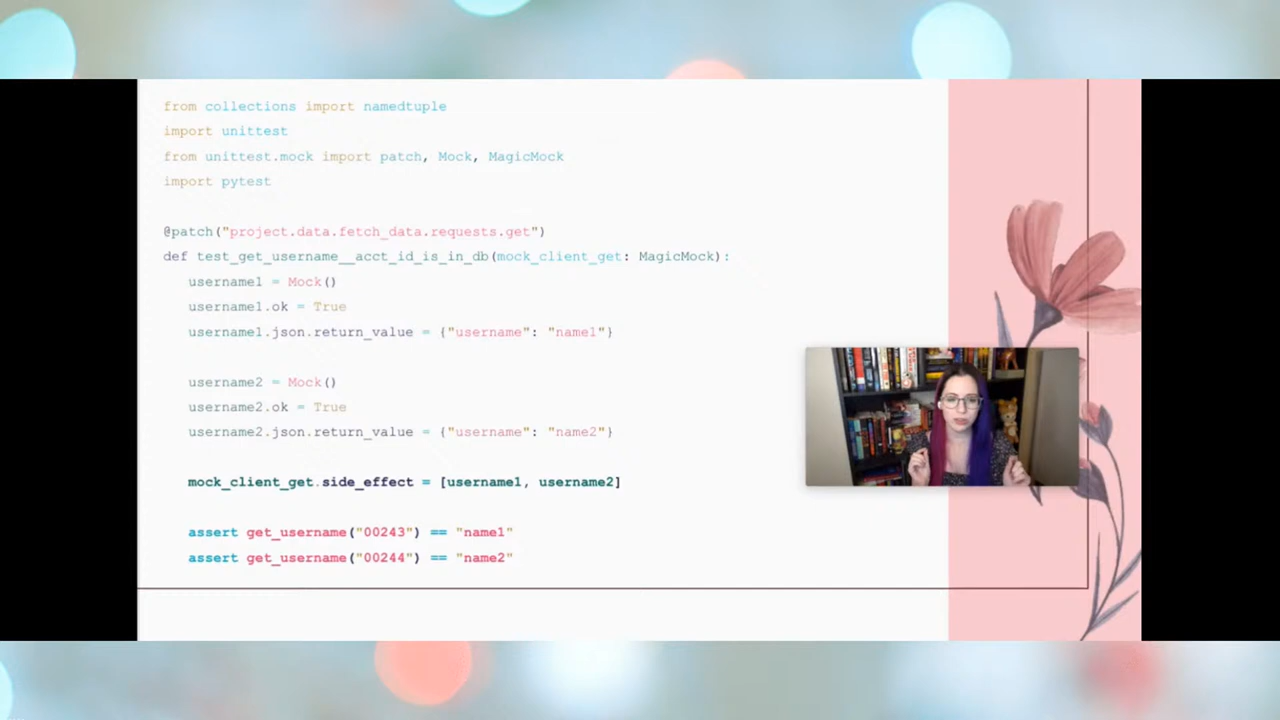 from collections import namedtuple
import unittest
from unittest.mock import patch, Mock, MagicMock
import pytest
@patch("project.data.fetch_data.requests.get")
def test_get_username__acct_id_is_in_db(mock_client_get: MagicMock):
username1 = Mock()
username1.ok = True
username1.json.return_value = {"username": "name1"}
username2 = Mock()
username2.ok = True
username2.json.return_value = {"username": "name2"}
mock_client_get.side_effect = [username1, username2]
assert get_username("00243") == "name1"
assert get_username("00244") == "name2"